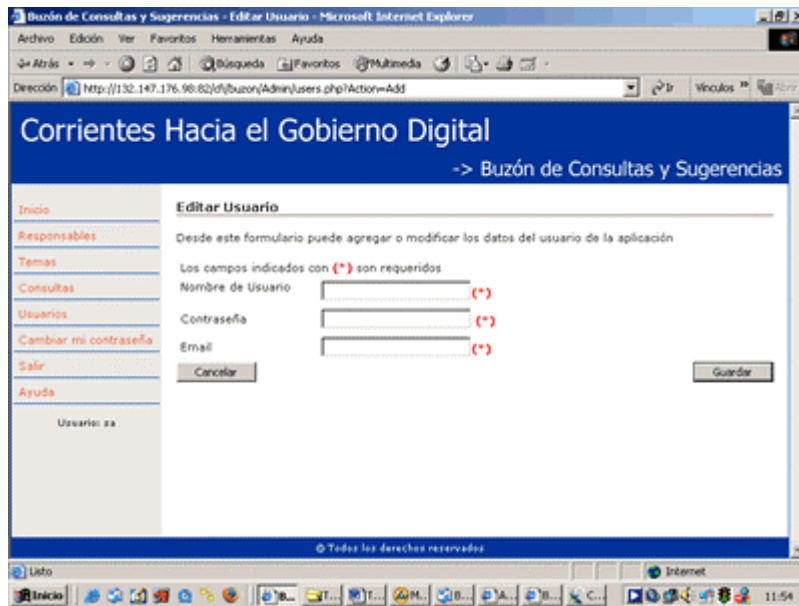 Buzón de Consultas y Sugerencias - Editar Usuario - Microsoft Internet Explorer
Archivo Edición Ver Favoritos Herramientas Ayuda
Atrás Búsqueda Favoritos Multimedia
Dirección http://132.147.176.98:82/cfi/buzon/Admin/users.php?Action=Add Ir Vínculos
Corrientes Hacia el Gobierno Digital
-> Buzón de Consultas y Sugerencias
Inicio
Responsables
Temas
Consultas
Usuarios
Cambiar mi contraseña
Salir
Ayuda
Usuario: sa
Editar Usuario
Desde este formulario puede agregar o modificar los datos del usuario de la aplicación
Los campos indicados con (*) son requeridos
Nombre de Usuario (*)
Contraseña (*)
Email (*)
Cancelar Guardar
© Todos los derechos reservados
Listo Internet
Inicio B... T... T... M... B... A... B... C... 11:54